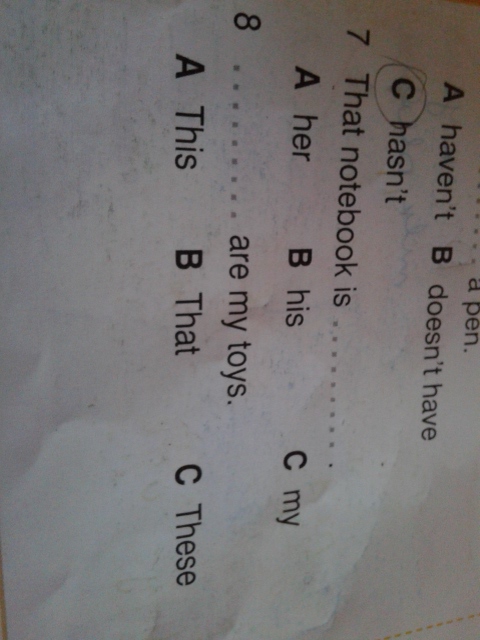 ........ a pen.
A haven't B doesn't have
C hasn't
7 That notebook is ...........
A her B his C my
8 ........... are my toys.
A This B That C These